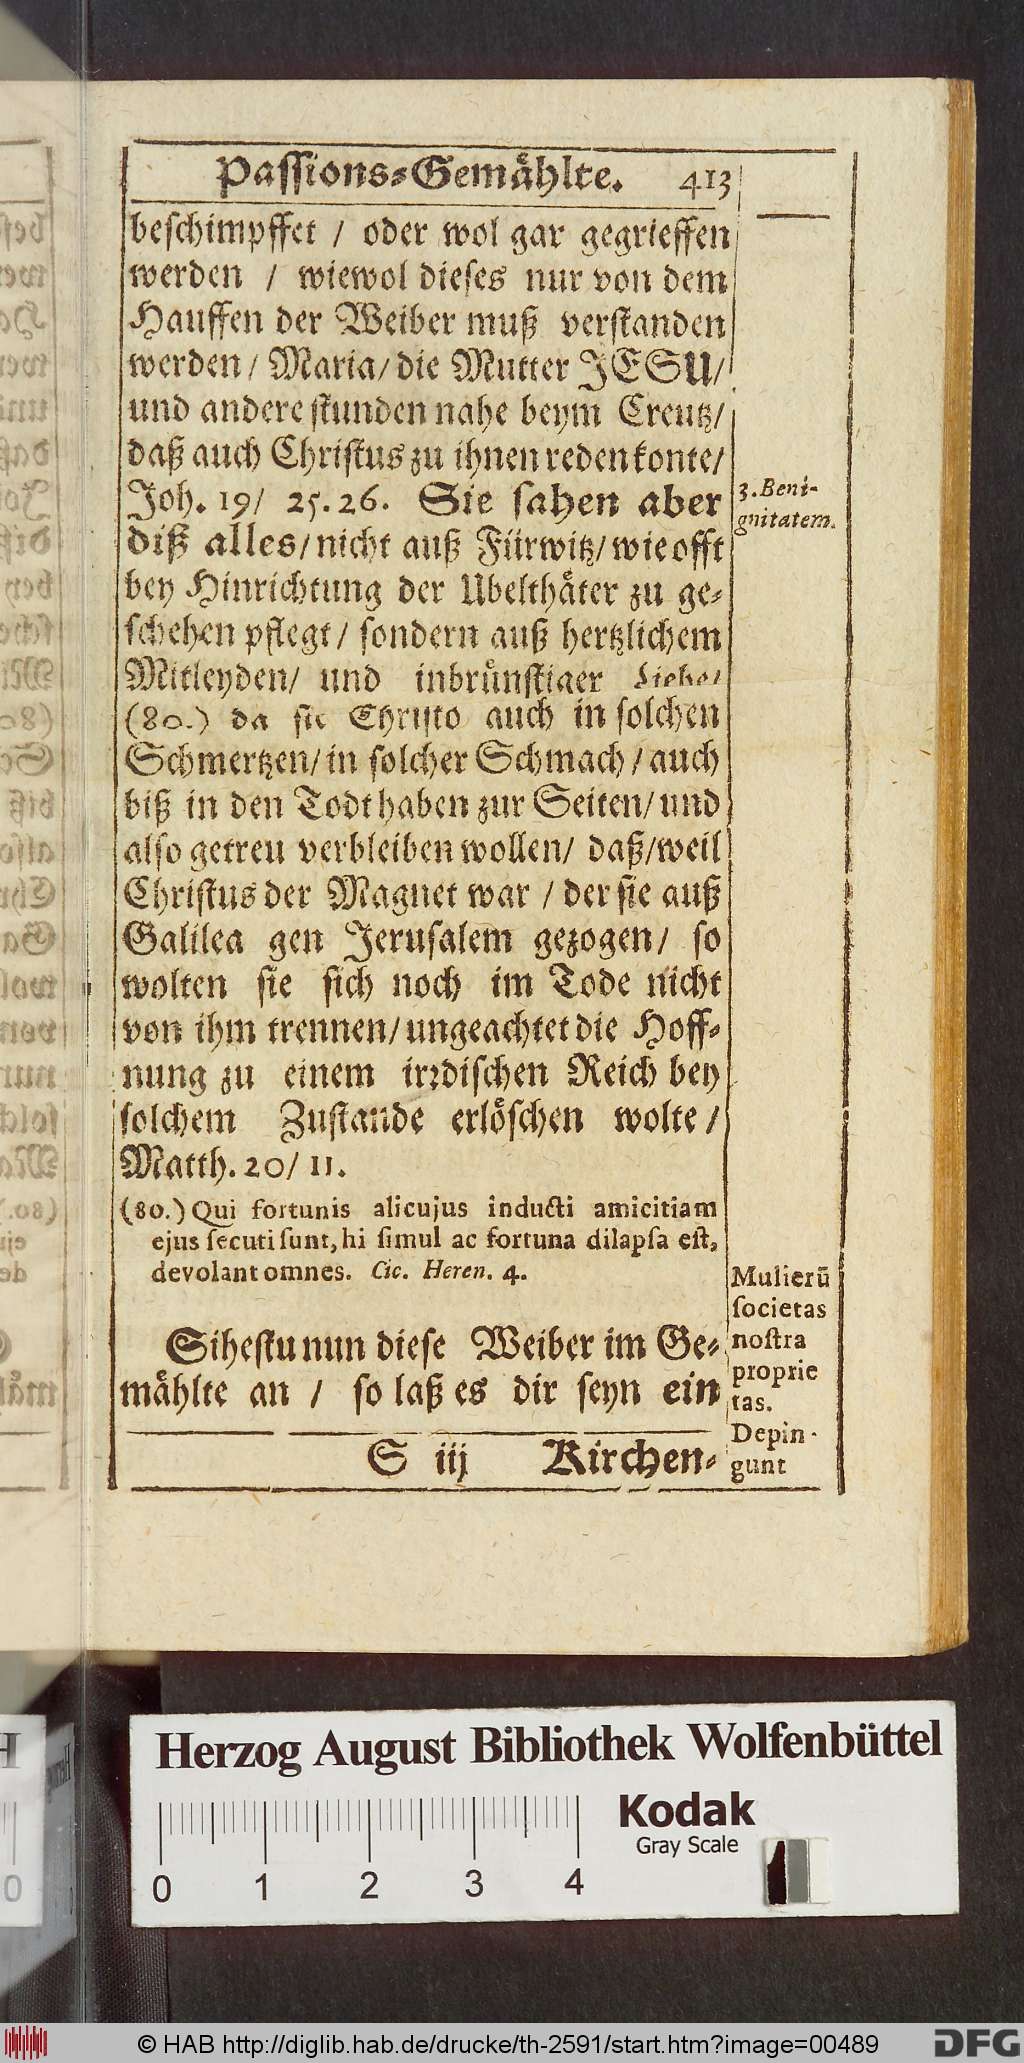 Passions-Gemåhlte. 413
beschimpffet / oder wol gar gegrieffen
werden / wiewol dieses nur von dem
Hauffen der Weiber muß verstanden
werden / Maria / die Mutter JESU /
und andere stunden nahe beym Creutz /
daß auch Christus zu ihnen reden konte /
Joh. 19 / 25. 26. Sie sahen aber
diß alles / nicht auß Fürwitz / wie offt
bey Hinrichtung der Ubelthåter zu ge-
schehen pflegt / sondern auß hertzlichem
Mitleyden / und inbrůnstiger Liebe /
(80.) da sie Christo auch in solchen
Schmertzen / in solcher Schmach / auch
biß in den Todt haben zur Seiten / und
also getreu verbleiben wollen / daß / weil
Christus der Magnet war / der sie auß
Galilea gen Jerusalem gezogen / so
wolten sie sich noch im Tode nicht
von ihm trennen / ungeachtet die Hoff-
nung zu einem irrdischen Reich bey
solchem Zustande erlöschen wolte /
Matth. 20 / 11.
(80.) Qui fortunis alicujus inducti amicitiam
ejus secuti sunt, hi simul ac fortuna dilapsa est,
devolant omnes. Cic. Heren. 4.
Sihestu nun diese Weiber im Ge-
måhlte an / so laß es dir seyn ein
S iij Kirchen-
3. Beni-
gnitatem.
Mulierū
societas
nostra
proprie
tas.
Depin-
gunt
Herzog August Bibliothek Wolfenbüttel
Kodak
Gray Scale
0 1 2 3 4
© HAB http://diglib.hab.de/drucke/th-2591/start.htm?image=00489
DFG